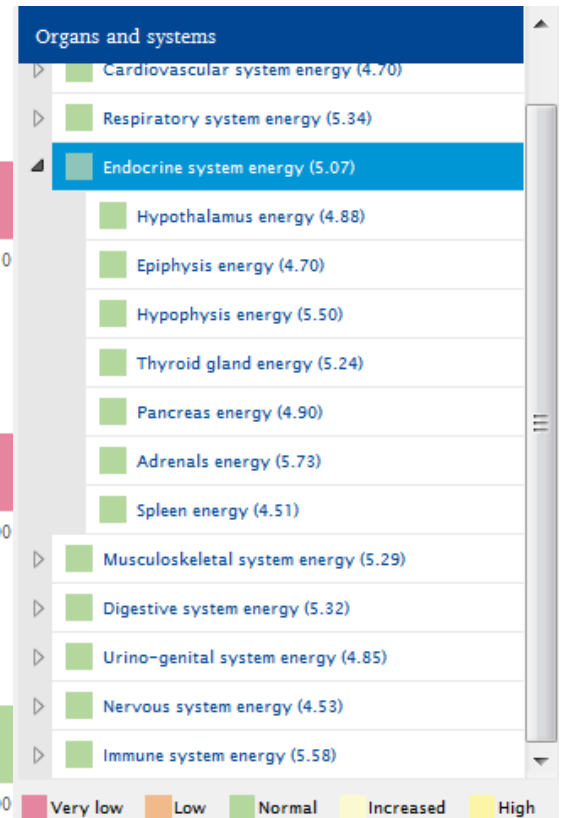 Organs and systems
Cardiovascular system energy (4.70)
Respiratory system energy (5.34)
Endocrine system energy (5.07)
Hypothalamus energy (4.88)
0
Epiphysis energy (4.70)
Hypophysis energy (5.50)
Thyroid gland energy (5.24)
Pancreas energy (4.90)
Adrenals energy (5.73)
Spleen energy (4.51)
00
Musculoskeletal system energy (5.29)
Digestive system energy (5.32)
Urino-genital system energy (4.85)
Nervous system energy (4.53)
Immune system energy (5.58)
00
Very low Low Normal Increased High